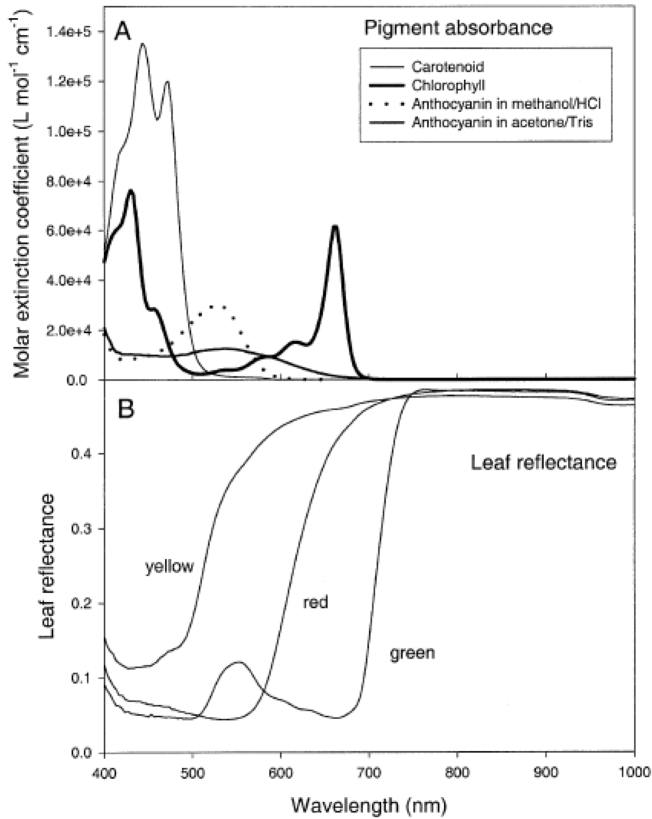 A
Pigment absorbance
Carotenoid
Chlorophyll
Anthocyanin in methanol/HCl
Anthocyanin in acetone/Tris
Molar extinction coefficient (L mol⁻¹ cm⁻¹)
1.4e+5
1.2e+5
1.0e+5
8.0e+4
6.0e+4
4.0e+4
2.0e+4
0.0
B
Leaf reflectance
Leaf reflectance
0.4
0.3
0.2
0.1
0.0
yellow
red
green
400 500 600 700 800 900 1000
Wavelength (nm)